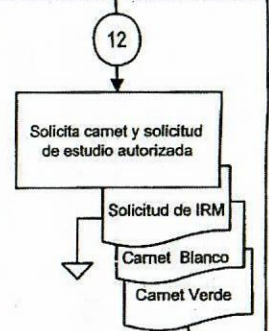 12
Solicita carnet y solicitud
de estudio autorizada
Solicitud de IRM
Carnet Blanco
Carnet Verde